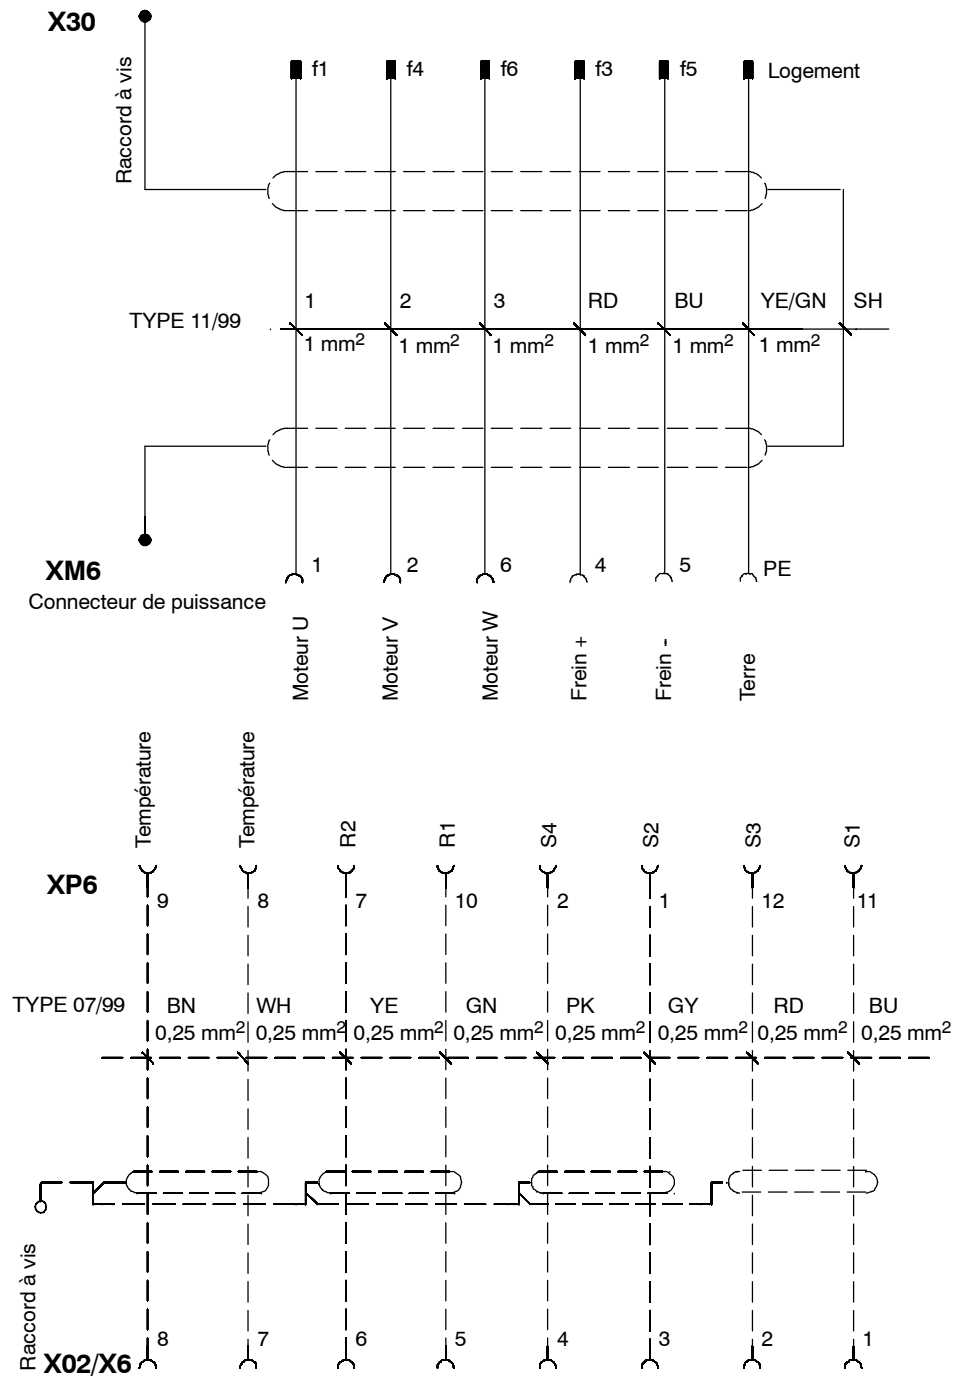 X30
Raccord à vis
f1 f4 f6 f3 f5 Logement
1 2 3 RD BU YE/GN SH
TYPE 11/99
1 mm² 1 mm² 1 mm² 1 mm² 1 mm² 1 mm²
XM6 1 2 6 4 5 PE
Connecteur de puissance
Moteur U
Moteur V
Moteur W
Frein +
Frein -
Terre
Température
Température
R2
R1
S4
S2
S3
S1
XP6
9 8 7 10 2 1 12 11
TYPE 07/99 BN WH YE GN PK GY RD BU
0,25 mm² 0,25 mm² 0,25 mm² 0,25 mm² 0,25 mm² 0,25 mm² 0,25 mm² 0,25 mm²
Raccord à vis
8 7 6 5 4 3 2 1
X02/X6